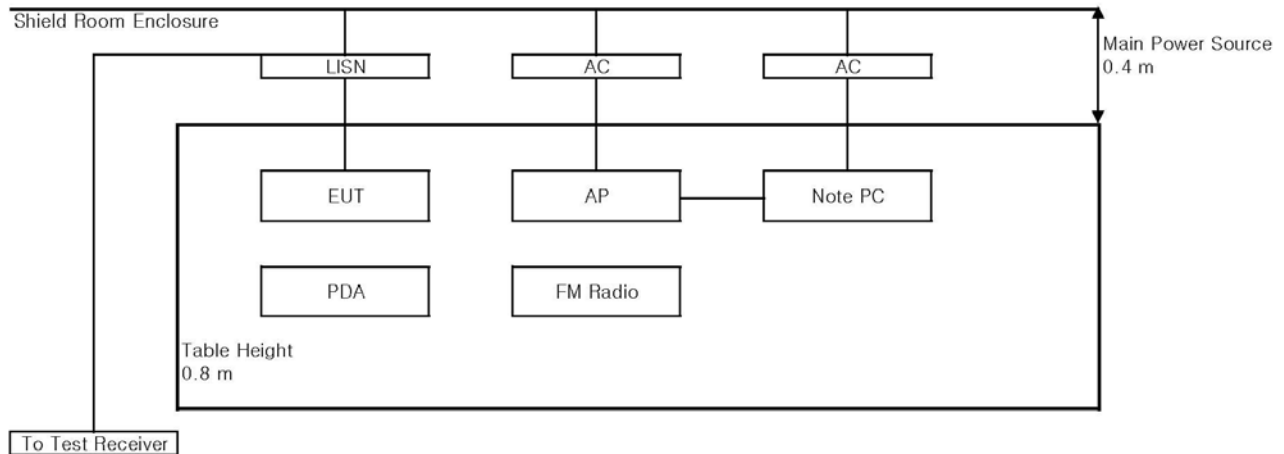 Shield Room Enclosure
Main Power Source
0.4 m
LISN
AC
AC
EUT
AP
Note PC
PDA
FM Radio
Table Height
0.8 m
To Test Receiver